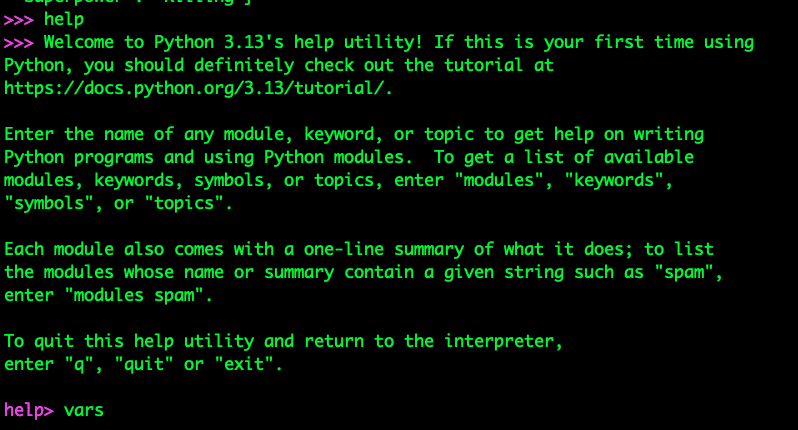 >>> help
>>> Welcome to Python 3.13's help utility! If this is your first time using
Python, you should definitely check out the tutorial at
https://docs.python.org/3.13/tutorial/.
Enter the name of any module, keyword, or topic to get help on writing
Python programs and using Python modules.  To get a list of available
modules, keywords, symbols, or topics, enter "modules", "keywords",
"symbols", or "topics".
Each module also comes with a one-line summary of what it does; to list
the modules whose name or summary contain a given string such as "spam",
enter "modules spam".
To quit this help utility and return to the interpreter,
enter "q", "quit" or "exit".
help> vars